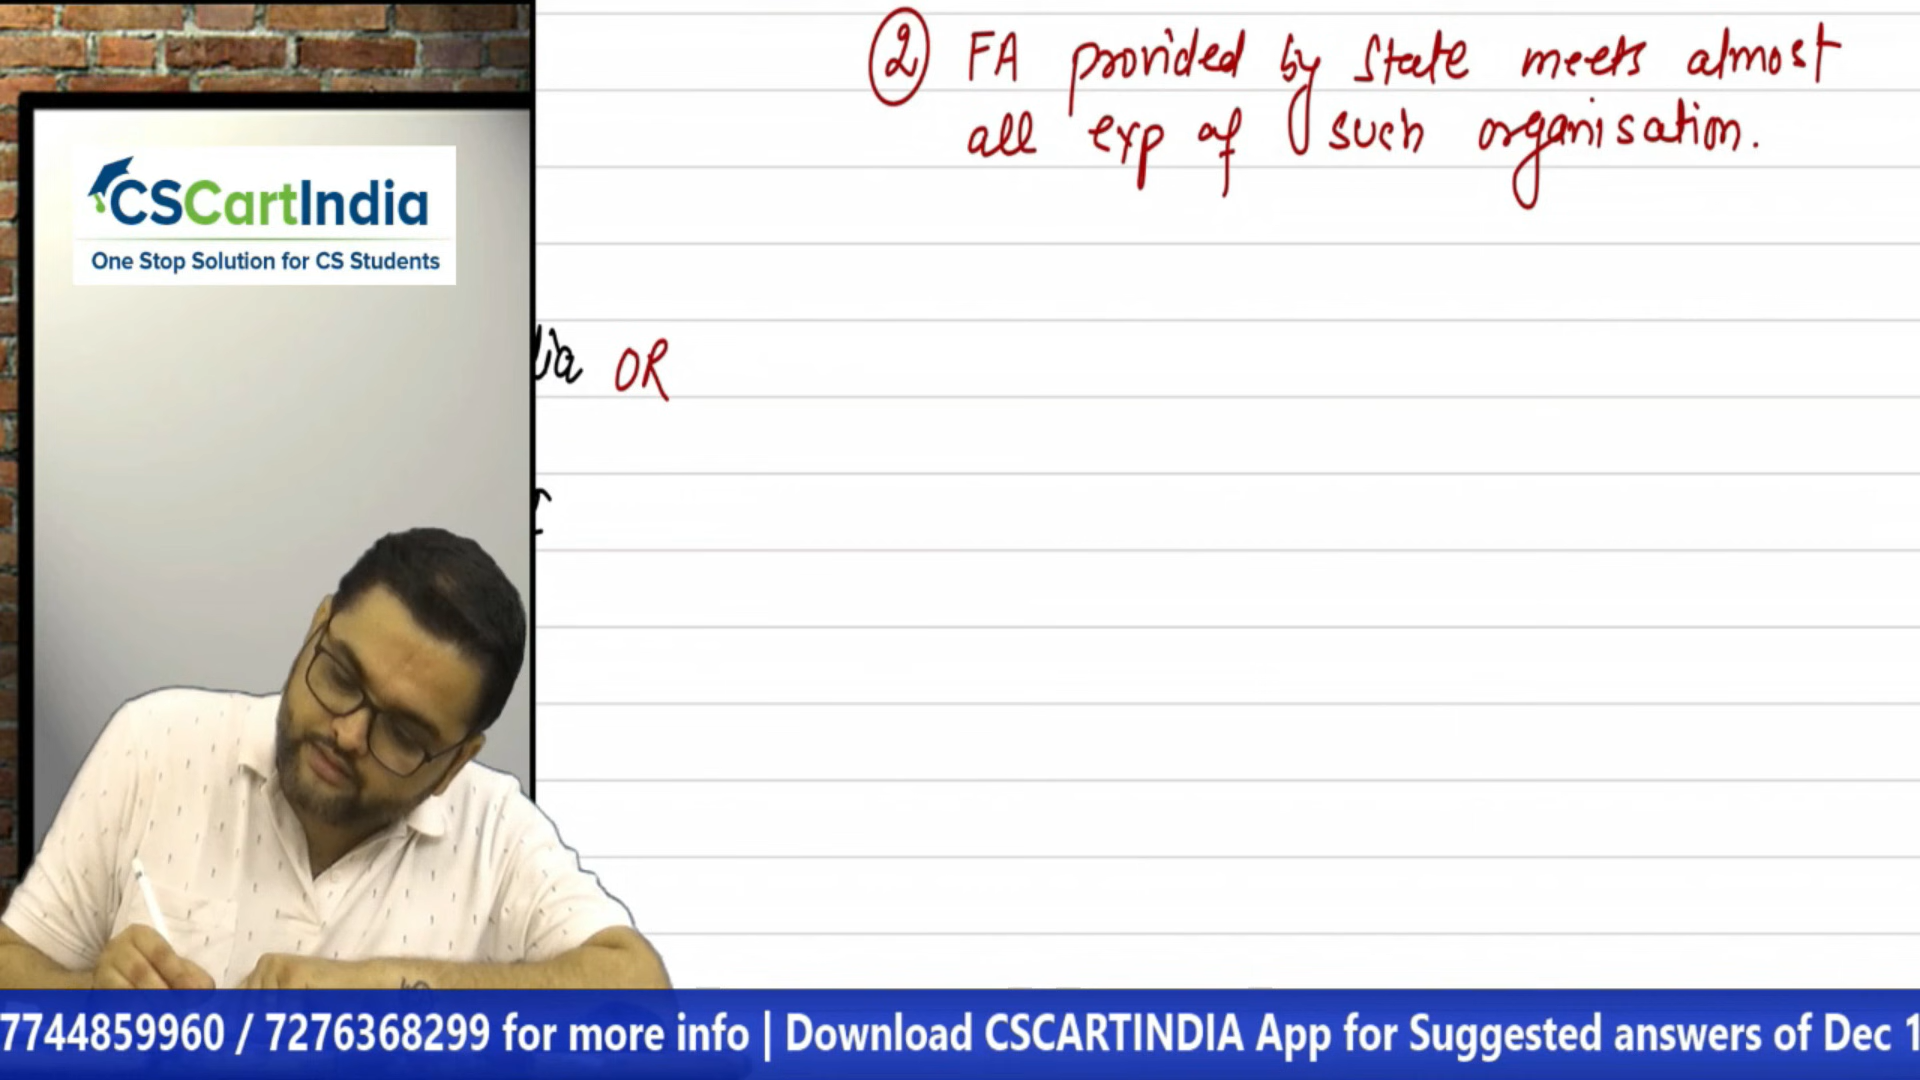 ② FA provided by State meets almost
all exp of such organisation.
CSCartIndia
One Stop Solution for CS Students
OR
7744859960 / 7276368299 for more info | Download CSCARTINDIA App for Suggested answers of Dec 1